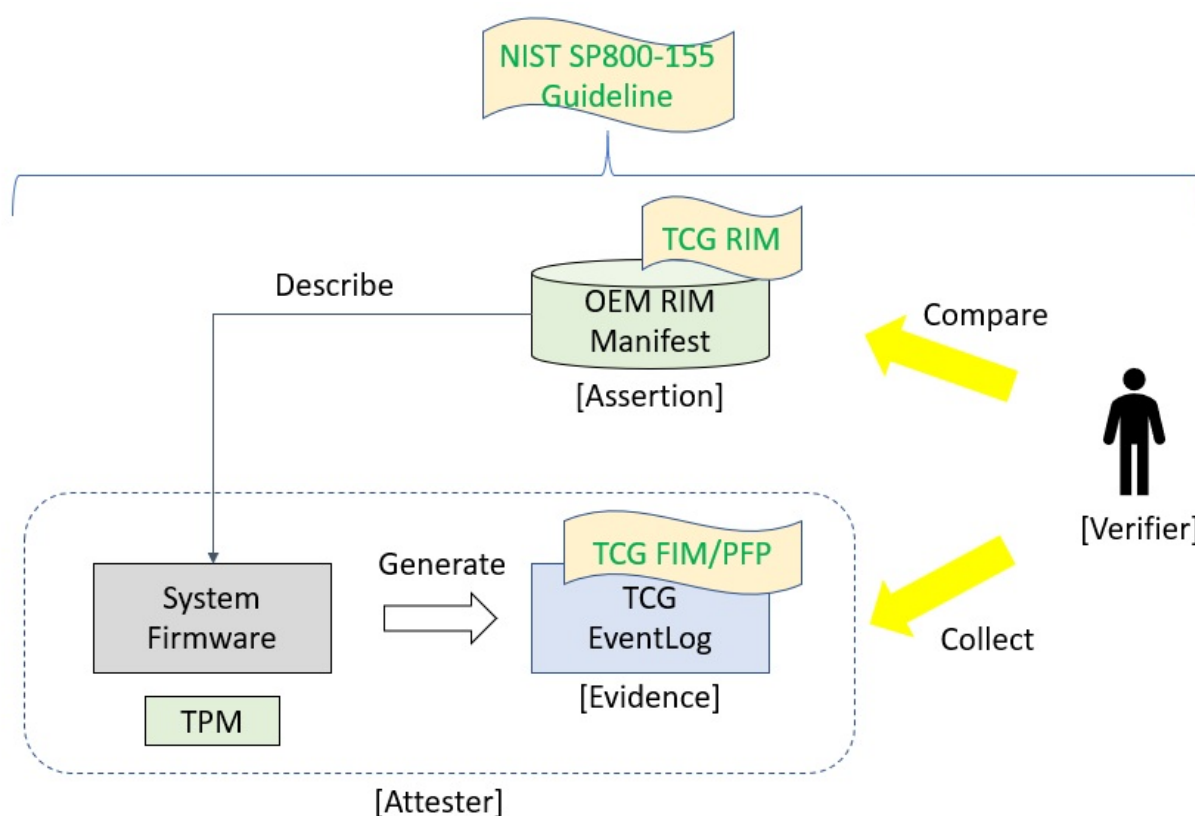 NIST SP800-155
Guideline
TCG RIM
Describe
OEM RIM
Manifest
Compare
[Assertion]
[Verifier]
TCG FIM/PFP
Generate
System
Firmware
TCG
EventLog
Collect
[Evidence]
TPM
[Attester]